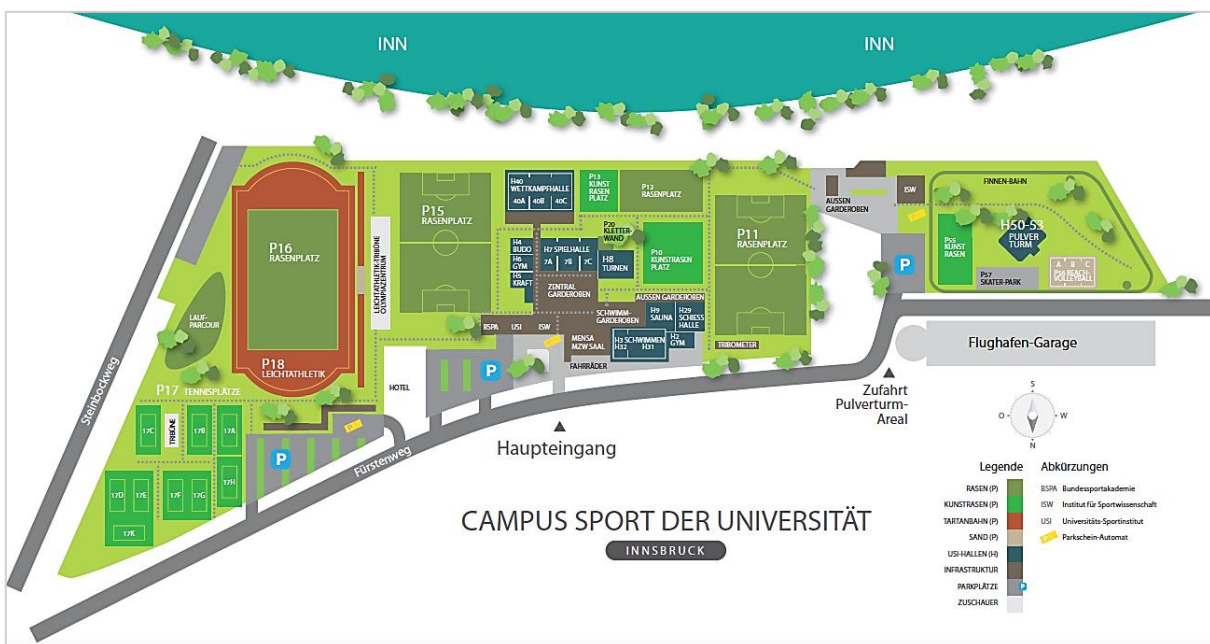 INN
INN
H40
WETTKAMPFHALLE
40A 40B 40C
P13
KUNST
RASEN
PLATZ
P12
RASENPLATZ
P15
RASENPLATZ
P16
RASENPLATZ
LEICHTATHLETIK-TRIBÜNE
OLYMPIAZENTRUM
P20
KLETTER-
WAND
H4
BUDO
H6
GYM
H5
KRAFT
H7 SPIELHALLE
7A 7B 7C
H8
TURNEN
P10
KUNSTRASEN
PLATZ
P11
RASENPLATZ
AUSSEN
GARDEROBEN
ISW
FINNEN-BAHN
H50-53
PULVER
TURM
P55
KUNST
RASEN
P57
SKATER-PARK
A B C
P56 BEACH-
VOLLEYBALL
P
ZENTRAL
GARDEROBEN
AUSSEN GARDEROBEN
SCHWIMM-
GARDEROBEN
H9
SAUNA
H29
SCHIESS
HALLE
BSPA USI ISW
MENSA
MZW SAAL
H3 SCHWIMMEN
H32 H31
H2
GYM
FAHRRÄDER
TRIBOMETER
LAUF-
PARCOUR
P18
LEICHTATHLETIK
P17 TENNISPLÄTZE
HOTEL
P
17C
TRIBÜNE
17B
17A
P
17D
17E
17F
17G
17H
17K
Steinbockweg
Fürstenweg
Haupteingang
Zufahrt
Pulverturm-
Areal
Flughafen-Garage
S
O W
N
CAMPUS SPORT DER UNIVERSITÄT
INNSBRUCK
Legende
RASEN (P)
KUNSTRASEN (P)
TARTANBAHN (P)
SAND (P)
USI-HALLEN (H)
INFRASTRUKTUR
PARKPLÄTZE P
ZUSCHAUER
Abkürzungen
BSPA Bundessportakademie
ISW Institut für Sportwissenschaft
USI Universitäts-Sportinstitut
P Parkschein-Automat